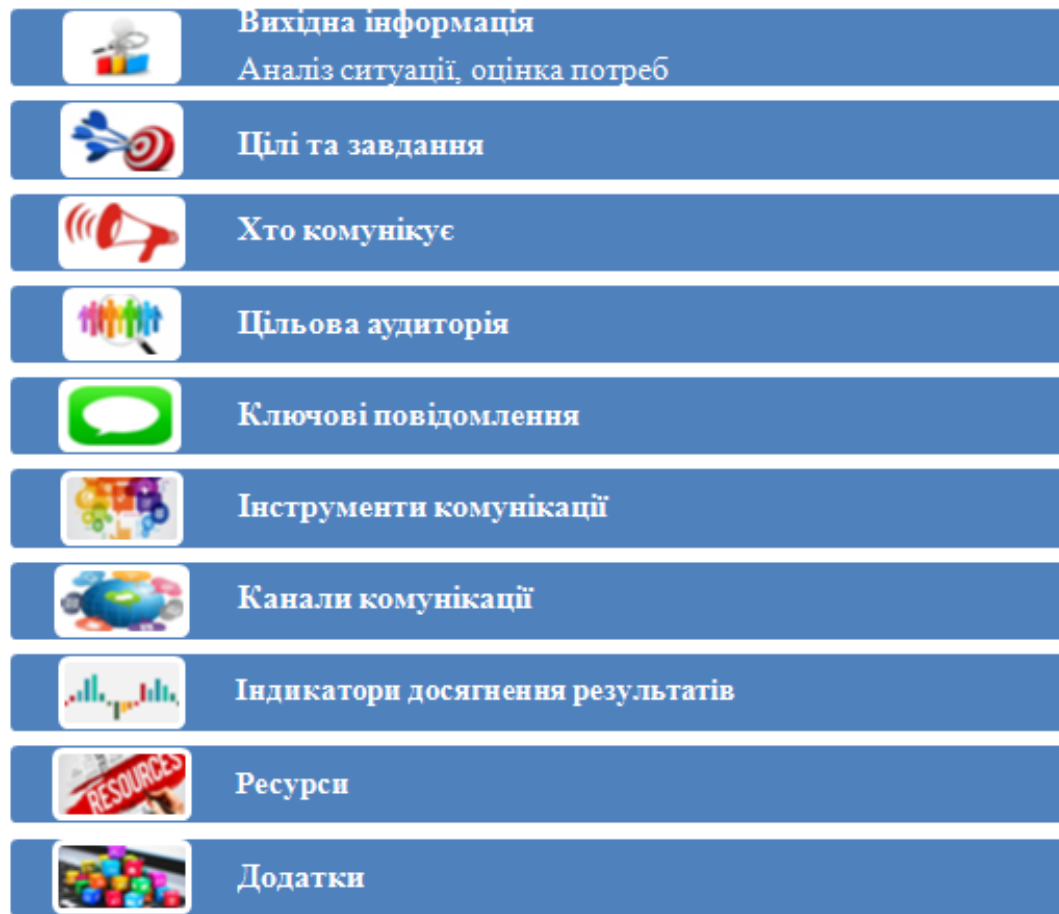 Вихідна інформація
Аналіз ситуації, оцінка потреб
Цілі та завдання
Хто комунікує
Цільова аудиторія
Ключові повідомлення
Інструменти комунікації
Канали комунікації
Індикатори досягнення результатів
RESOURCES
Ресурси
Додатки